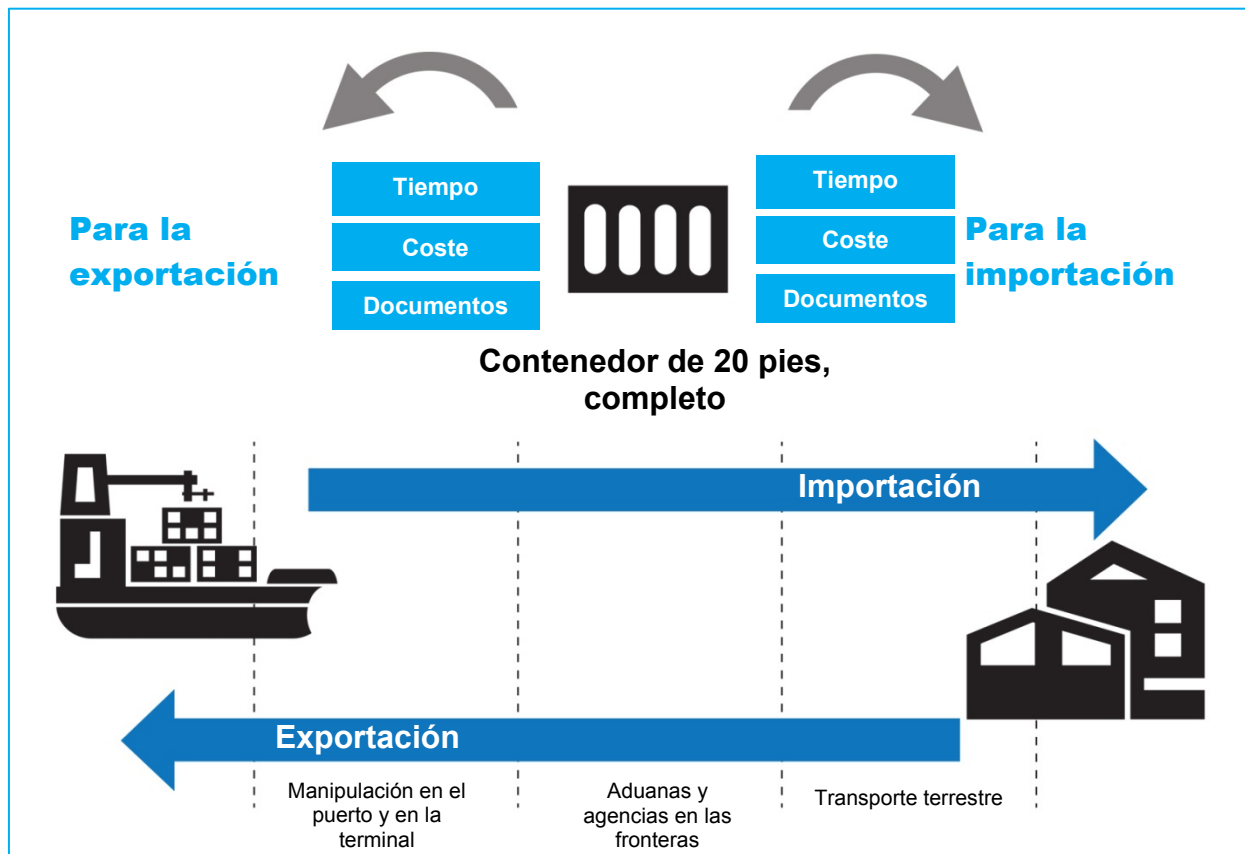 Para la
exportación
Tiempo
Coste
Documentos
Tiempo
Coste
Documentos
Para la
importación
Contenedor de 20 pies,
completo
Importación
Exportación
Manipulación en el
puerto y en la
terminal
Aduanas y
agencias en las
fronteras
Transporte terrestre